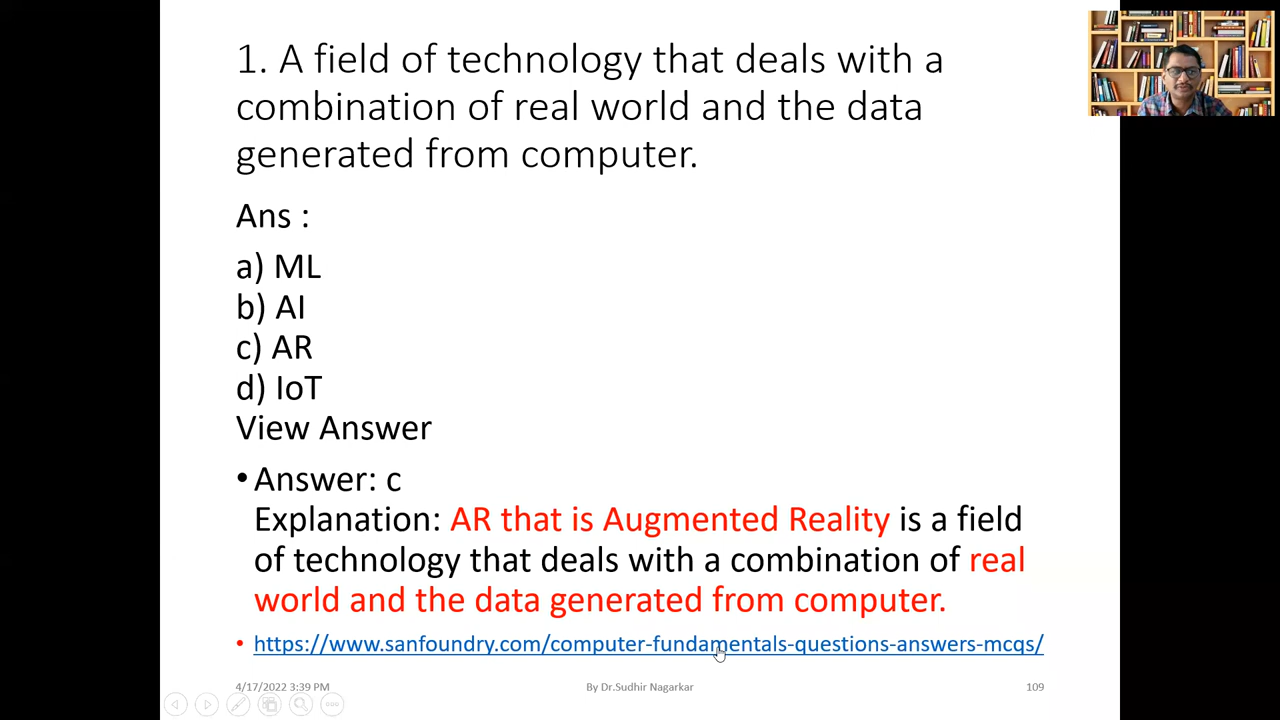 1. A field of technology that deals with a
combination of real world and the data
generated from computer.
Ans :
a) ML
b) AI
c) AR
d) IoT
View Answer
• Answer: c
Explanation: AR that is Augmented Reality is a field
of technology that deals with a combination of real
world and the data generated from computer.
• https://www.sanfoundry.com/computer-fundamentals-questions-answers-mcqs/
4/17/2022 3:39 PM
By Dr.Sudhir Nagarkar
109